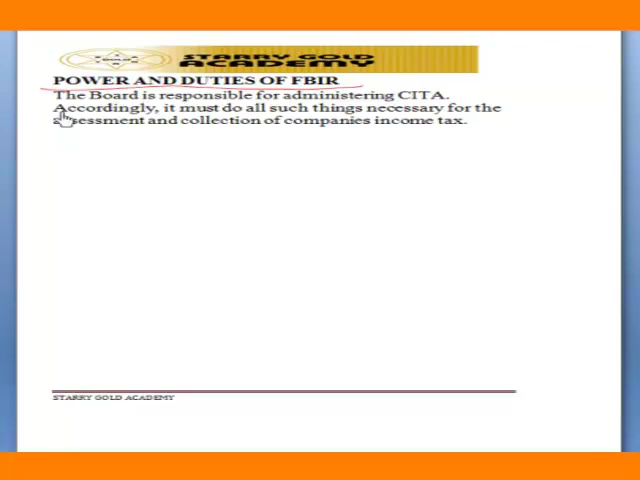 STARRY GOLD
ACADEMY
POWER AND DUTIES OF FBIR
The Board is responsible for administering CITA.
Accordingly, it must do all such things necessary for the
assessment and collection of companies income tax.
STARRY GOLD ACADEMY